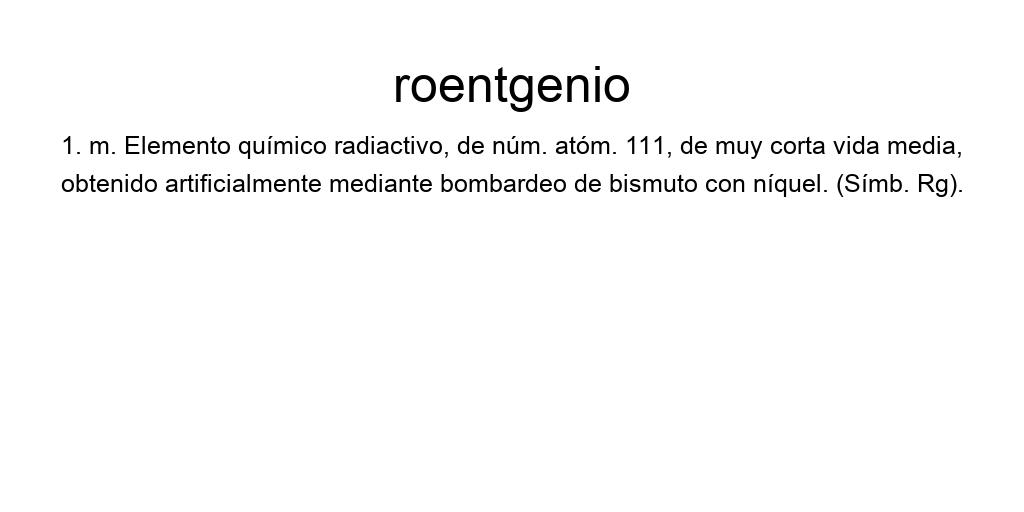 roentgenio
1. m. Elemento químico radiactivo, de núm. atóm. 111, de muy corta vida media,
obtenido artificialmente mediante bombardeo de bismuto con níquel. (Símb. Rg).